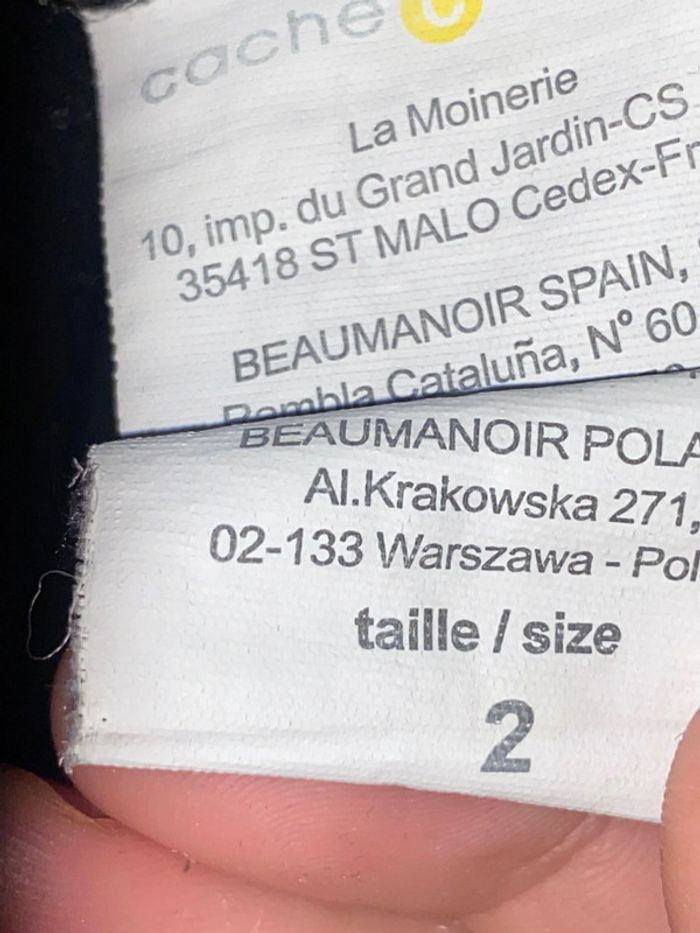 cache C
La Moinerie
10, imp. du Grand Jardin-CS
35418 ST MALO Cedex-Fr
BEAUMANOIR SPAIN,
Rambla Cataluña, Nº 60
BEAUMANOIR POLA
Al.Krakowska 271,
02-133 Warszawa - Pol
taille / size
2